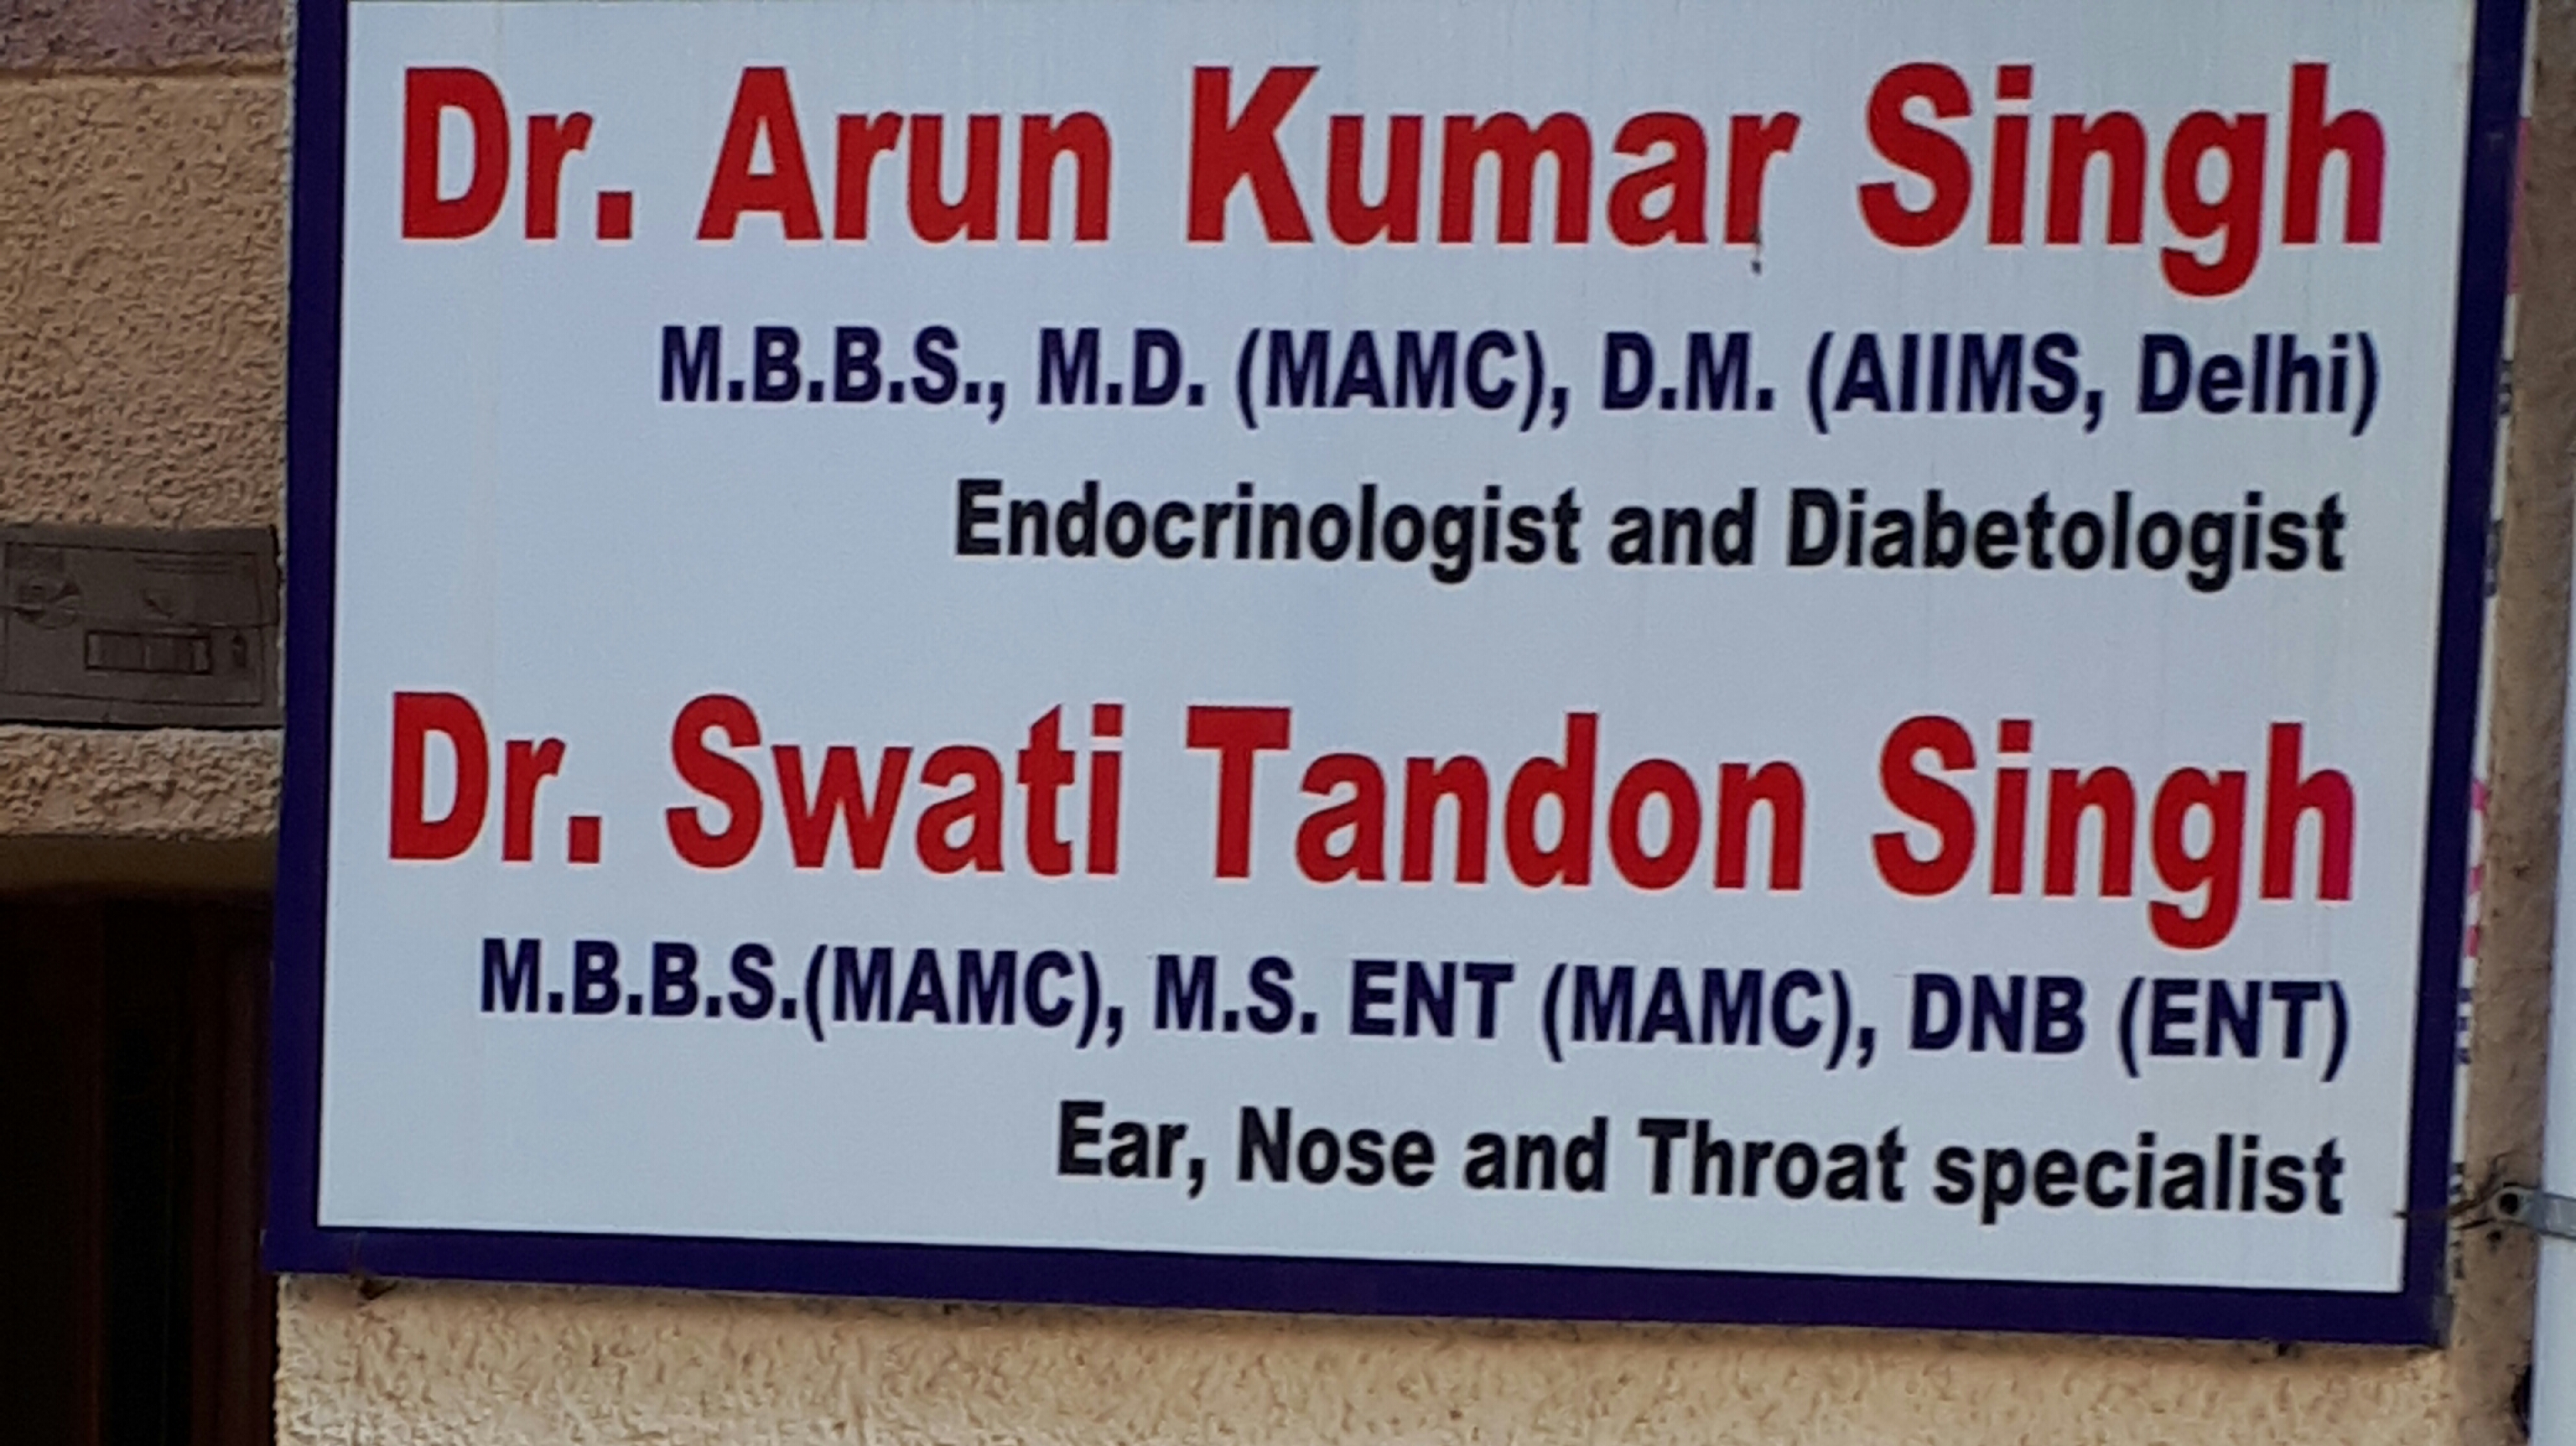 Dr. Arun Kumar Singh
M.B.B.S., M.D. (MAMC), D.M. (AIIMS, Delhi)
Endocrinologist and Diabetologist
Dr. Swati Tandon Singh
M.B.B.S.(MAMC), M.S. ENT (MAMC), DNB (ENT)
Ear, Nose and Throat specialist